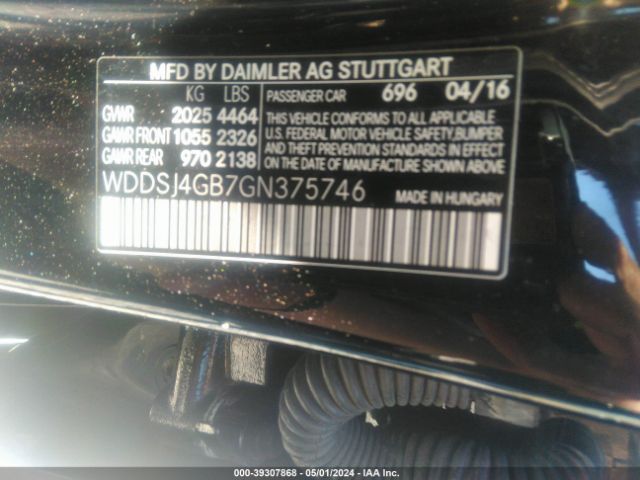 MFD BY DAIMLER AG STUTTGART
KG LBS
GVWR 2025 4464
GAWR FRONT 1055 2326
GAWR REAR 970 2138
PASSENGER CAR 696 04/16
THIS VEHICLE CONFORMS TO ALL APPLICABLE
U.S. FEDERAL MOTOR VEHICLE SAFETY, BUMPER
AND THEFT PREVENTION STANDARDS IN EFFECT
ON THE DATE OF MANUFACTURE SHOWN ABOVE.
WDDSJ4GB7GN375746 MADE IN HUNGARY
000-39307868 - 05/01/2024 - IAA Inc.